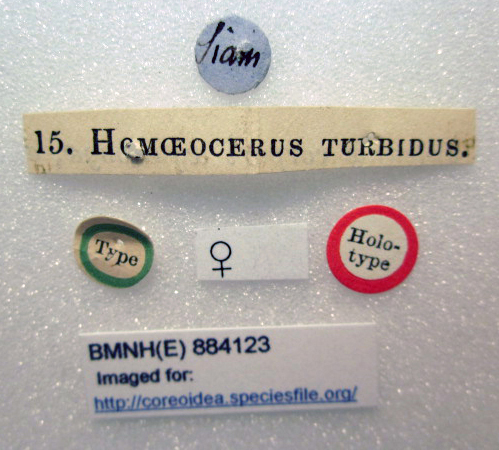 Siam
15. HOMŒOCERUS TURBIDUS.
Type
♀
Holo-
type
BMNH(E) 884123
Imaged for:
http://coreoidea.speciesfile.org/